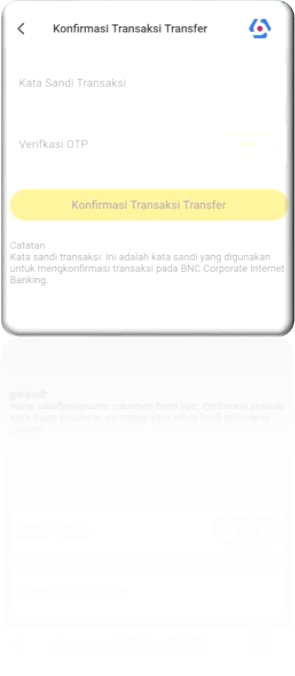 Konfirmasi Transaksi Transfer
Kata Sandi Transaksi
Verifkasi OTP
Konfirmasi Transaksi Transfer
Catatan
Kata sandi transaksi: Ini adalah kata sandi yang digunakan
untuk mengkonfirmasi transaksi pada BNC Corporate Internet
Banking.